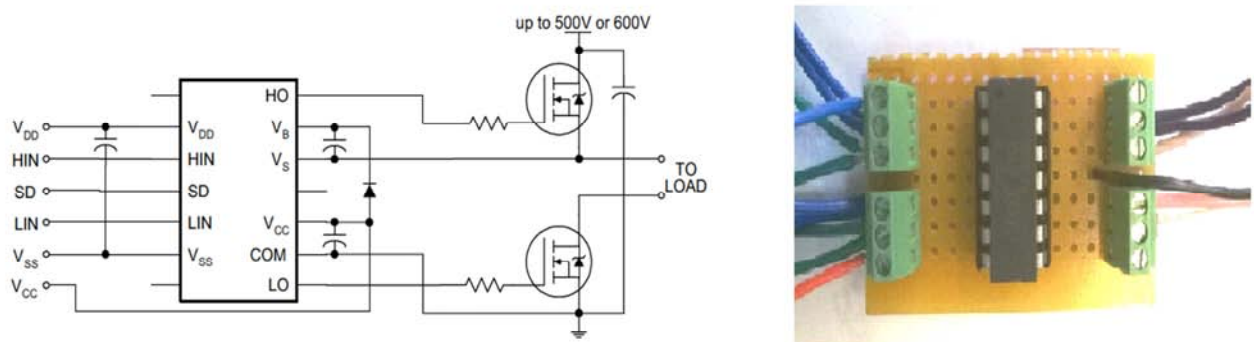 up to 500V or 600V
HO
VDD VDD VB
HIN HIN VS
SD SD
TO
LOAD
LIN LIN VCC
VSS VSS COM
VCC LO